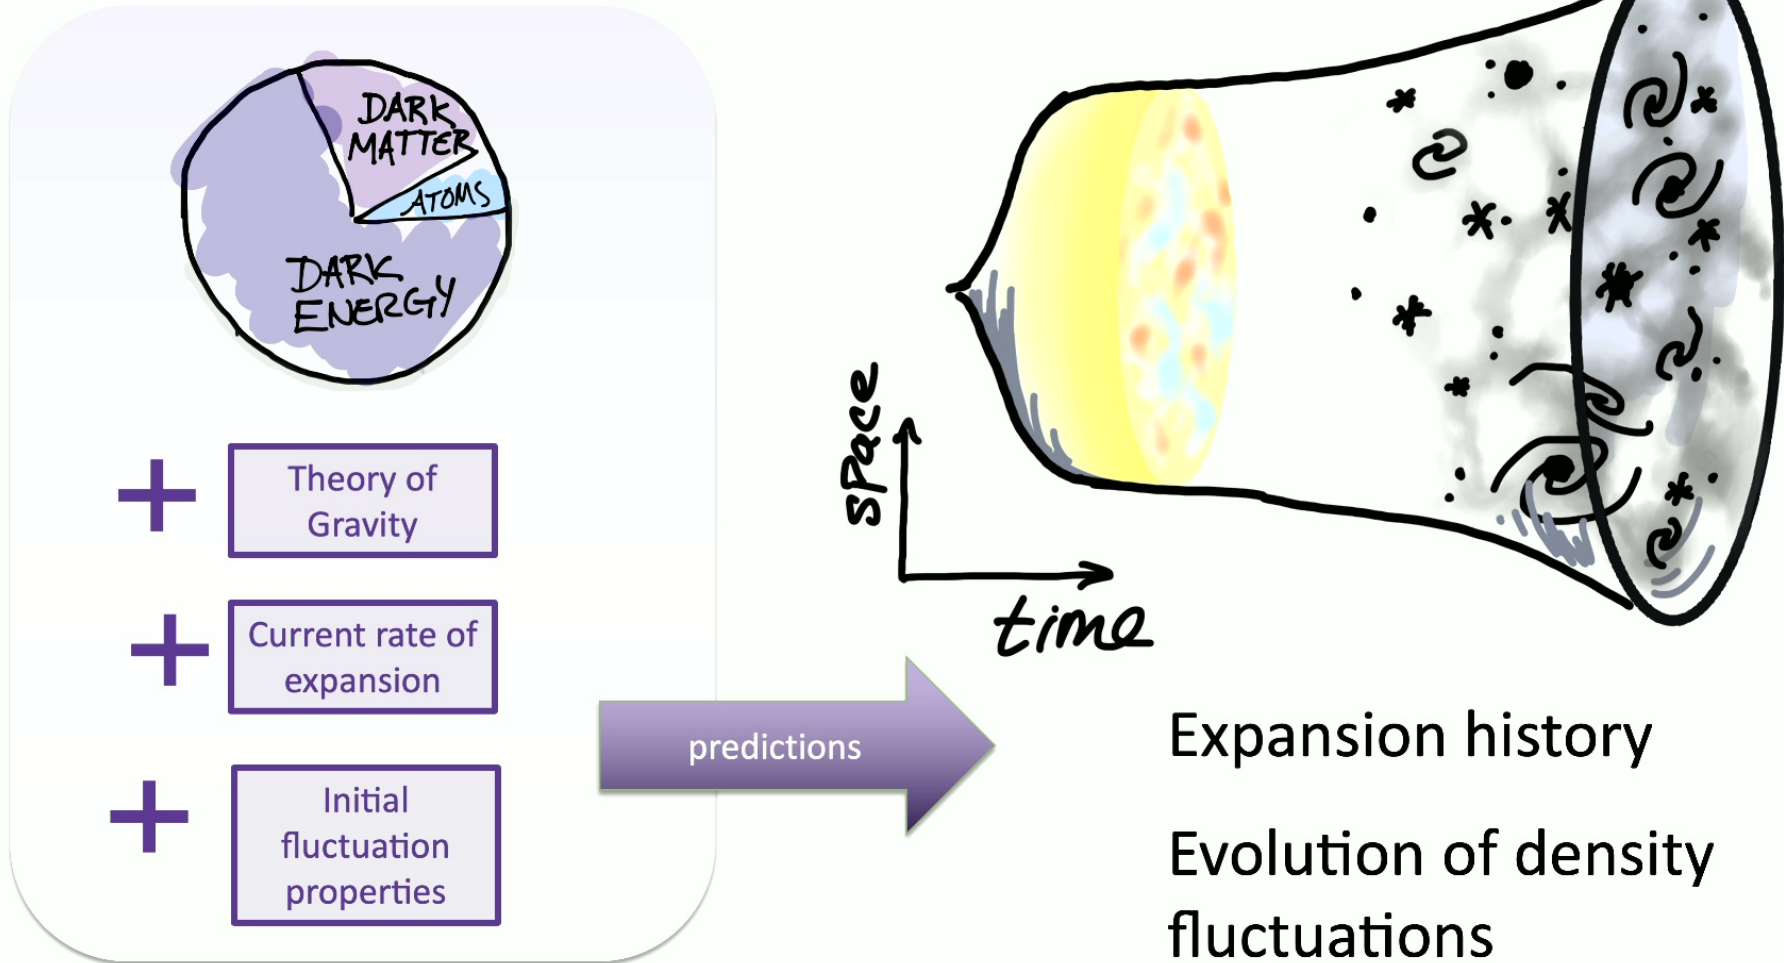 DARK
MATTER
ATOMS
DARK
ENERGY
+
Theory of
Gravity
+
Current rate of
expansion
+
Initial
fluctuation
properties
predictions
space
time
Expansion history
Evolution of density
fluctuations